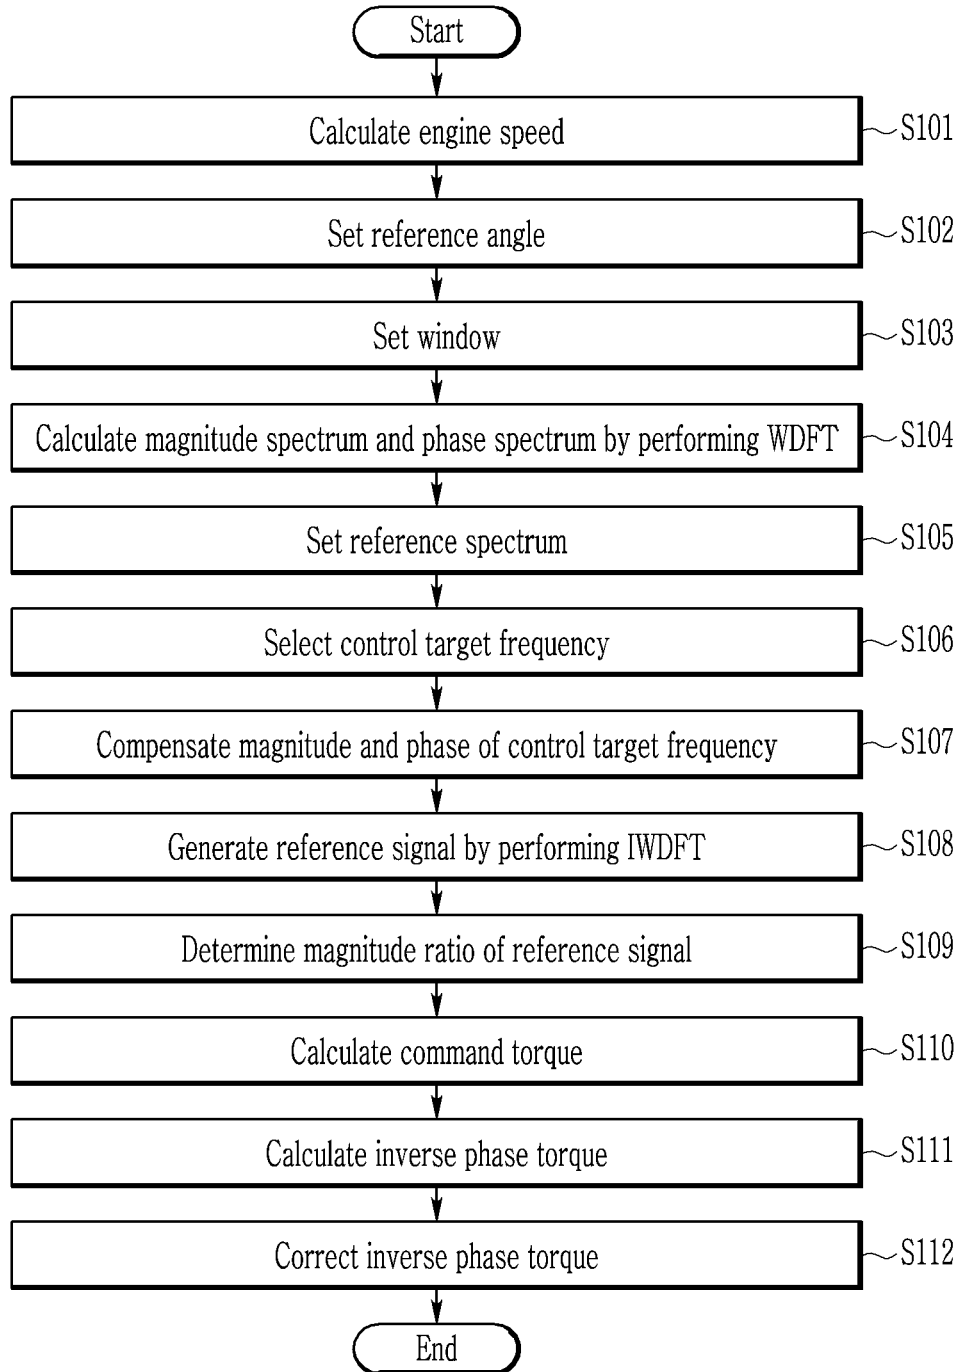 Start
Calculate engine speed
S101
Set reference angle
S102
Set window
S103
Calculate magnitude spectrum and phase spectrum by performing WDFT
S104
Set reference spectrum
S105
Select control target frequency
S106
Compensate magnitude and phase of control target frequency
S107
Generate reference signal by performing IWDFT
S108
Determine magnitude ratio of reference signal
S109
Calculate command torque
S110
Calculate inverse phase torque
S111
Correct inverse phase torque
S112
End